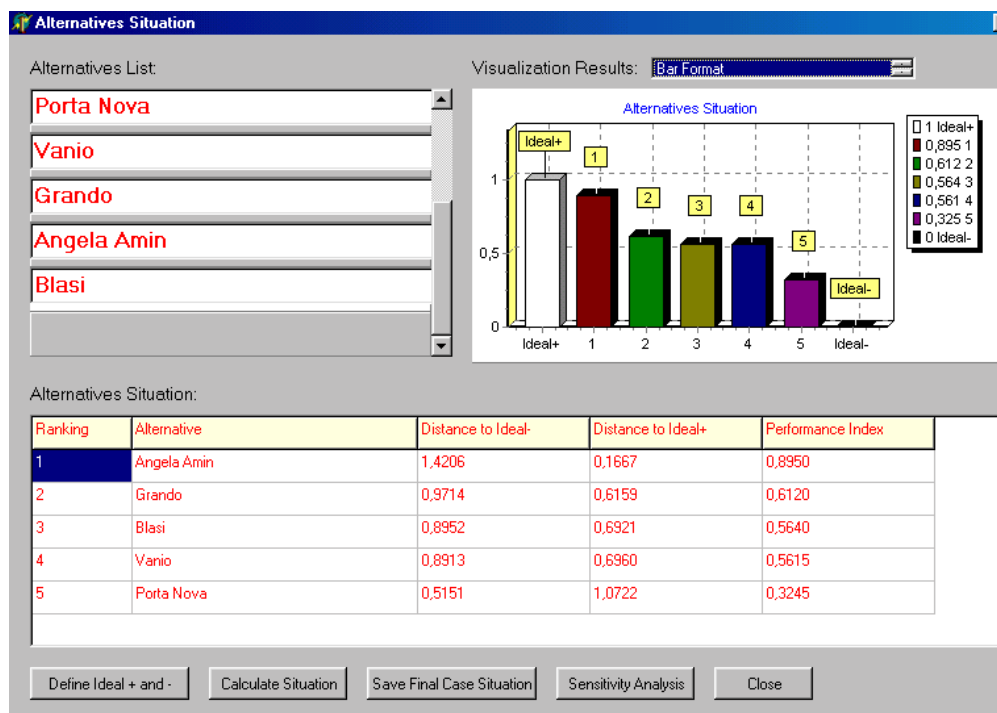 Alternatives Situation
Alternatives List:
Visualization Results: Bar Format
Porta Nova
Vanio
Grando
Angela Amin
Blasi
Alternatives Situation
Ideal+
1
2
3
4
5
Ideal-
1
0,5
0
Ideal+ 1 2 3 4 5 Ideal-
1 Ideal+
0,895 1
0,612 2
0,564 3
0,561 4
0,325 5
0 Ideal-
Alternatives Situation:
Ranking Alternative Distance to Ideal- Distance to Ideal+ Performance Index
1 Angela Amin 1,4206 0,1667 0,8950
2 Grando 0,9714 0,6159 0,6120
3 Blasi 0,8952 0,6921 0,5640
4 Vanio 0,8913 0,6960 0,5615
5 Porta Nova 0,5151 1,0722 0,3245
Define Ideal + and - Calculate Situation Save Final Case Situation Sensitivity Analysis Close